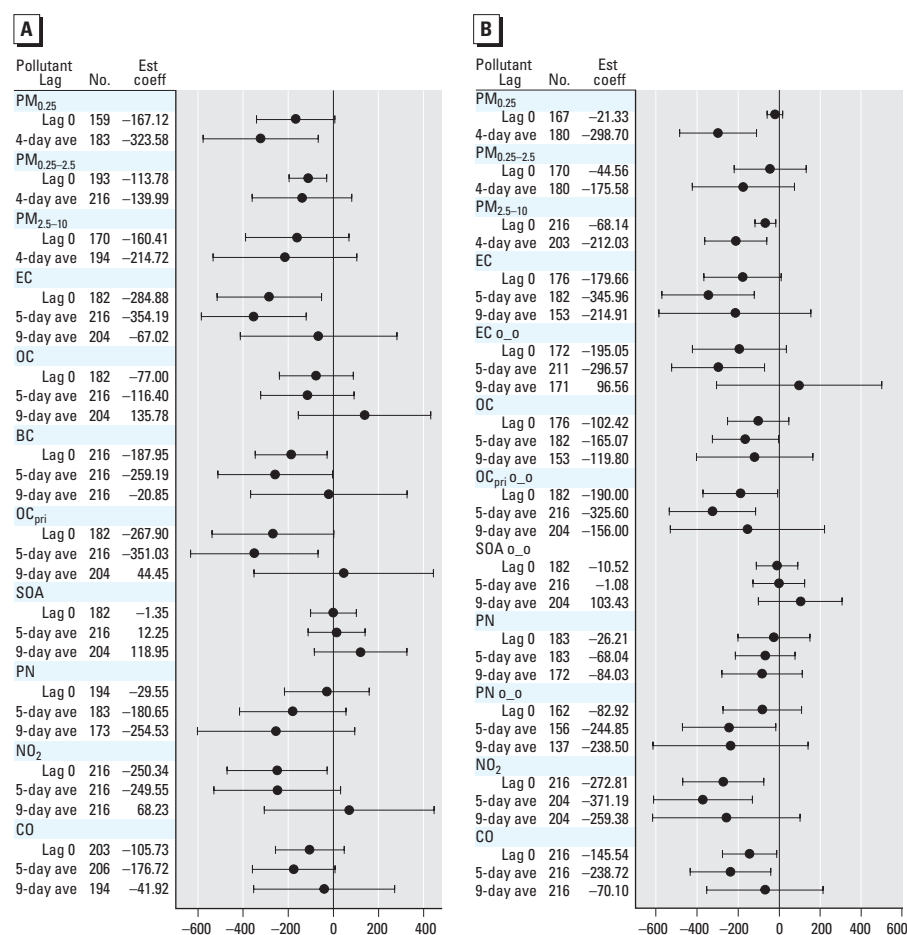 A
Pollutant Est
Lag No. coeff
PM0.25
Lag 0 159 −167.12
4-day ave 183 −323.58
PM0.25–2.5
Lag 0 193 −113.78
4-day ave 216 −139.99
PM2.5–10
Lag 0 170 −160.41
4-day ave 194 −214.72
EC
Lag 0 182 −284.88
5-day ave 216 −354.19
9-day ave 204 −67.02
OC
Lag 0 182 −77.00
5-day ave 216 −116.40
9-day ave 204 135.78
BC
Lag 0 216 −187.95
5-day ave 216 −259.19
9-day ave 216 −20.85
OCpri
Lag 0 182 −267.90
5-day ave 216 −351.03
9-day ave 204 44.45
SOA
Lag 0 182 −1.35
5-day ave 216 12.25
9-day ave 204 118.95
PN
Lag 0 194 −29.55
5-day ave 183 −180.65
9-day ave 173 −254.53
NO2
Lag 0 216 −250.34
5-day ave 216 −249.55
9-day ave 216 68.23
CO
Lag 0 203 −105.73
5-day ave 206 −176.72
9-day ave 194 −41.92
−600 −400 −200 0 200 400
B
Pollutant Est
Lag No. coeff
PM0.25
Lag 0 167 −21.33
4-day ave 180 −298.70
PM0.25–2.5
Lag 0 170 −44.56
4-day ave 180 −175.58
PM2.5–10
Lag 0 216 −68.14
4-day ave 203 −212.03
EC
Lag 0 176 −179.66
5-day ave 182 −345.96
9-day ave 153 −214.91
EC o_o
Lag 0 172 −195.05
5-day ave 211 −296.57
9-day ave 171 96.56
OC
Lag 0 176 −102.42
5-day ave 182 −165.07
9-day ave 153 −119.80
OCpri o_o
Lag 0 182 −190.00
5-day ave 216 −325.60
9-day ave 204 −156.00
SOA o_o
Lag 0 182 −10.52
5-day ave 216 −1.08
9-day ave 204 103.43
PN
Lag 0 183 −26.21
5-day ave 183 −68.04
9-day ave 172 −84.03
PN o_o
Lag 0 162 −82.92
5-day ave 156 −244.85
9-day ave 137 −238.50
NO2
Lag 0 216 −272.81
5-day ave 204 −371.19
9-day ave 204 −259.38
CO
Lag 0 216 −145.54
5-day ave 216 −238.72
9-day ave 216 −70.10
−600 −400 −200 0 200 400 600